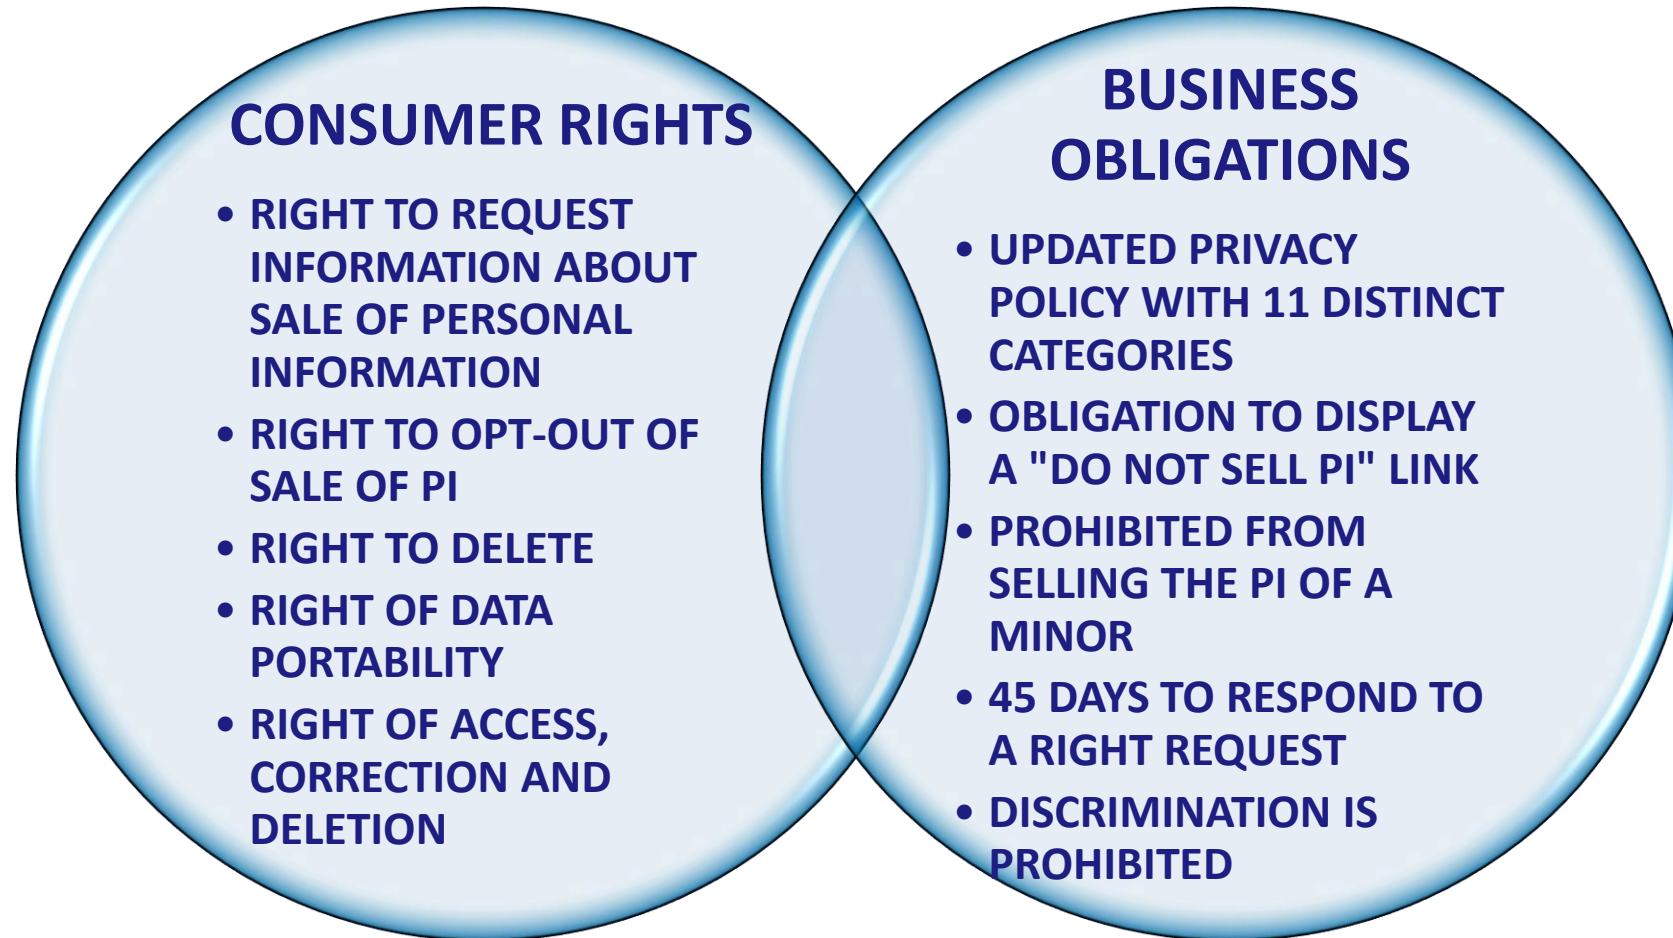 CONSUMER RIGHTS
• RIGHT TO REQUEST
INFORMATION ABOUT
SALE OF PERSONAL
INFORMATION
• RIGHT TO OPT-OUT OF
SALE OF PI
• RIGHT TO DELETE
• RIGHT OF DATA
PORTABILITY
• RIGHT OF ACCESS,
CORRECTION AND
DELETION
BUSINESS
OBLIGATIONS
• UPDATED PRIVACY
POLICY WITH 11 DISTINCT
CATEGORIES
• OBLIGATION TO DISPLAY
A "DO NOT SELL PI" LINK
• PROHIBITED FROM
SELLING THE PI OF A
MINOR
• 45 DAYS TO RESPOND TO
A RIGHT REQUEST
• DISCRIMINATION IS
PROHIBITED